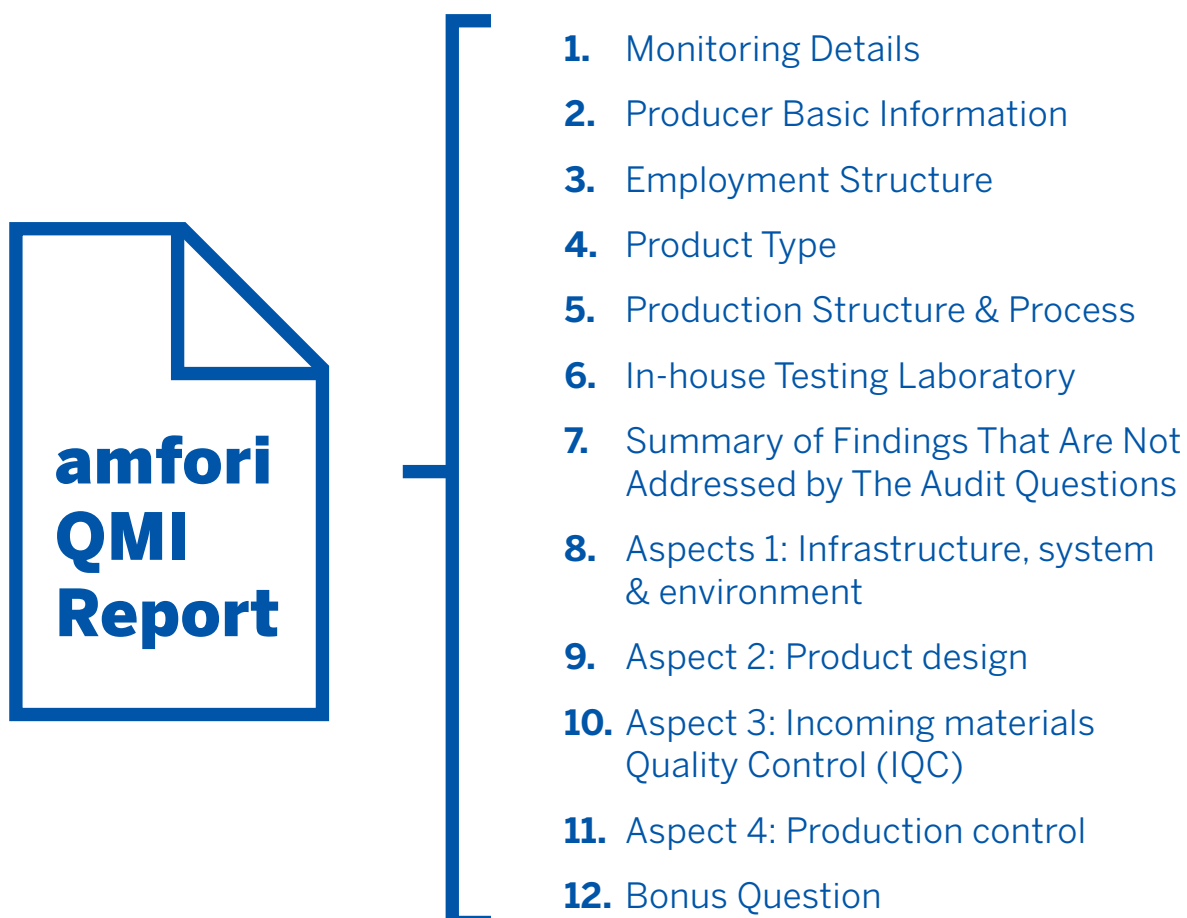 amfori
QMI
Report
1. Monitoring Details
2. Producer Basic Information
3. Employment Structure
4. Product Type
5. Production Structure & Process
6. In-house Testing Laboratory
7. Summary of Findings That Are Not
Addressed by The Audit Questions
8. Aspects 1: Infrastructure, system
& environment
9. Aspect 2: Product design
10. Aspect 3: Incoming materials
Quality Control (IQC)
11. Aspect 4: Production control
12. Bonus Question